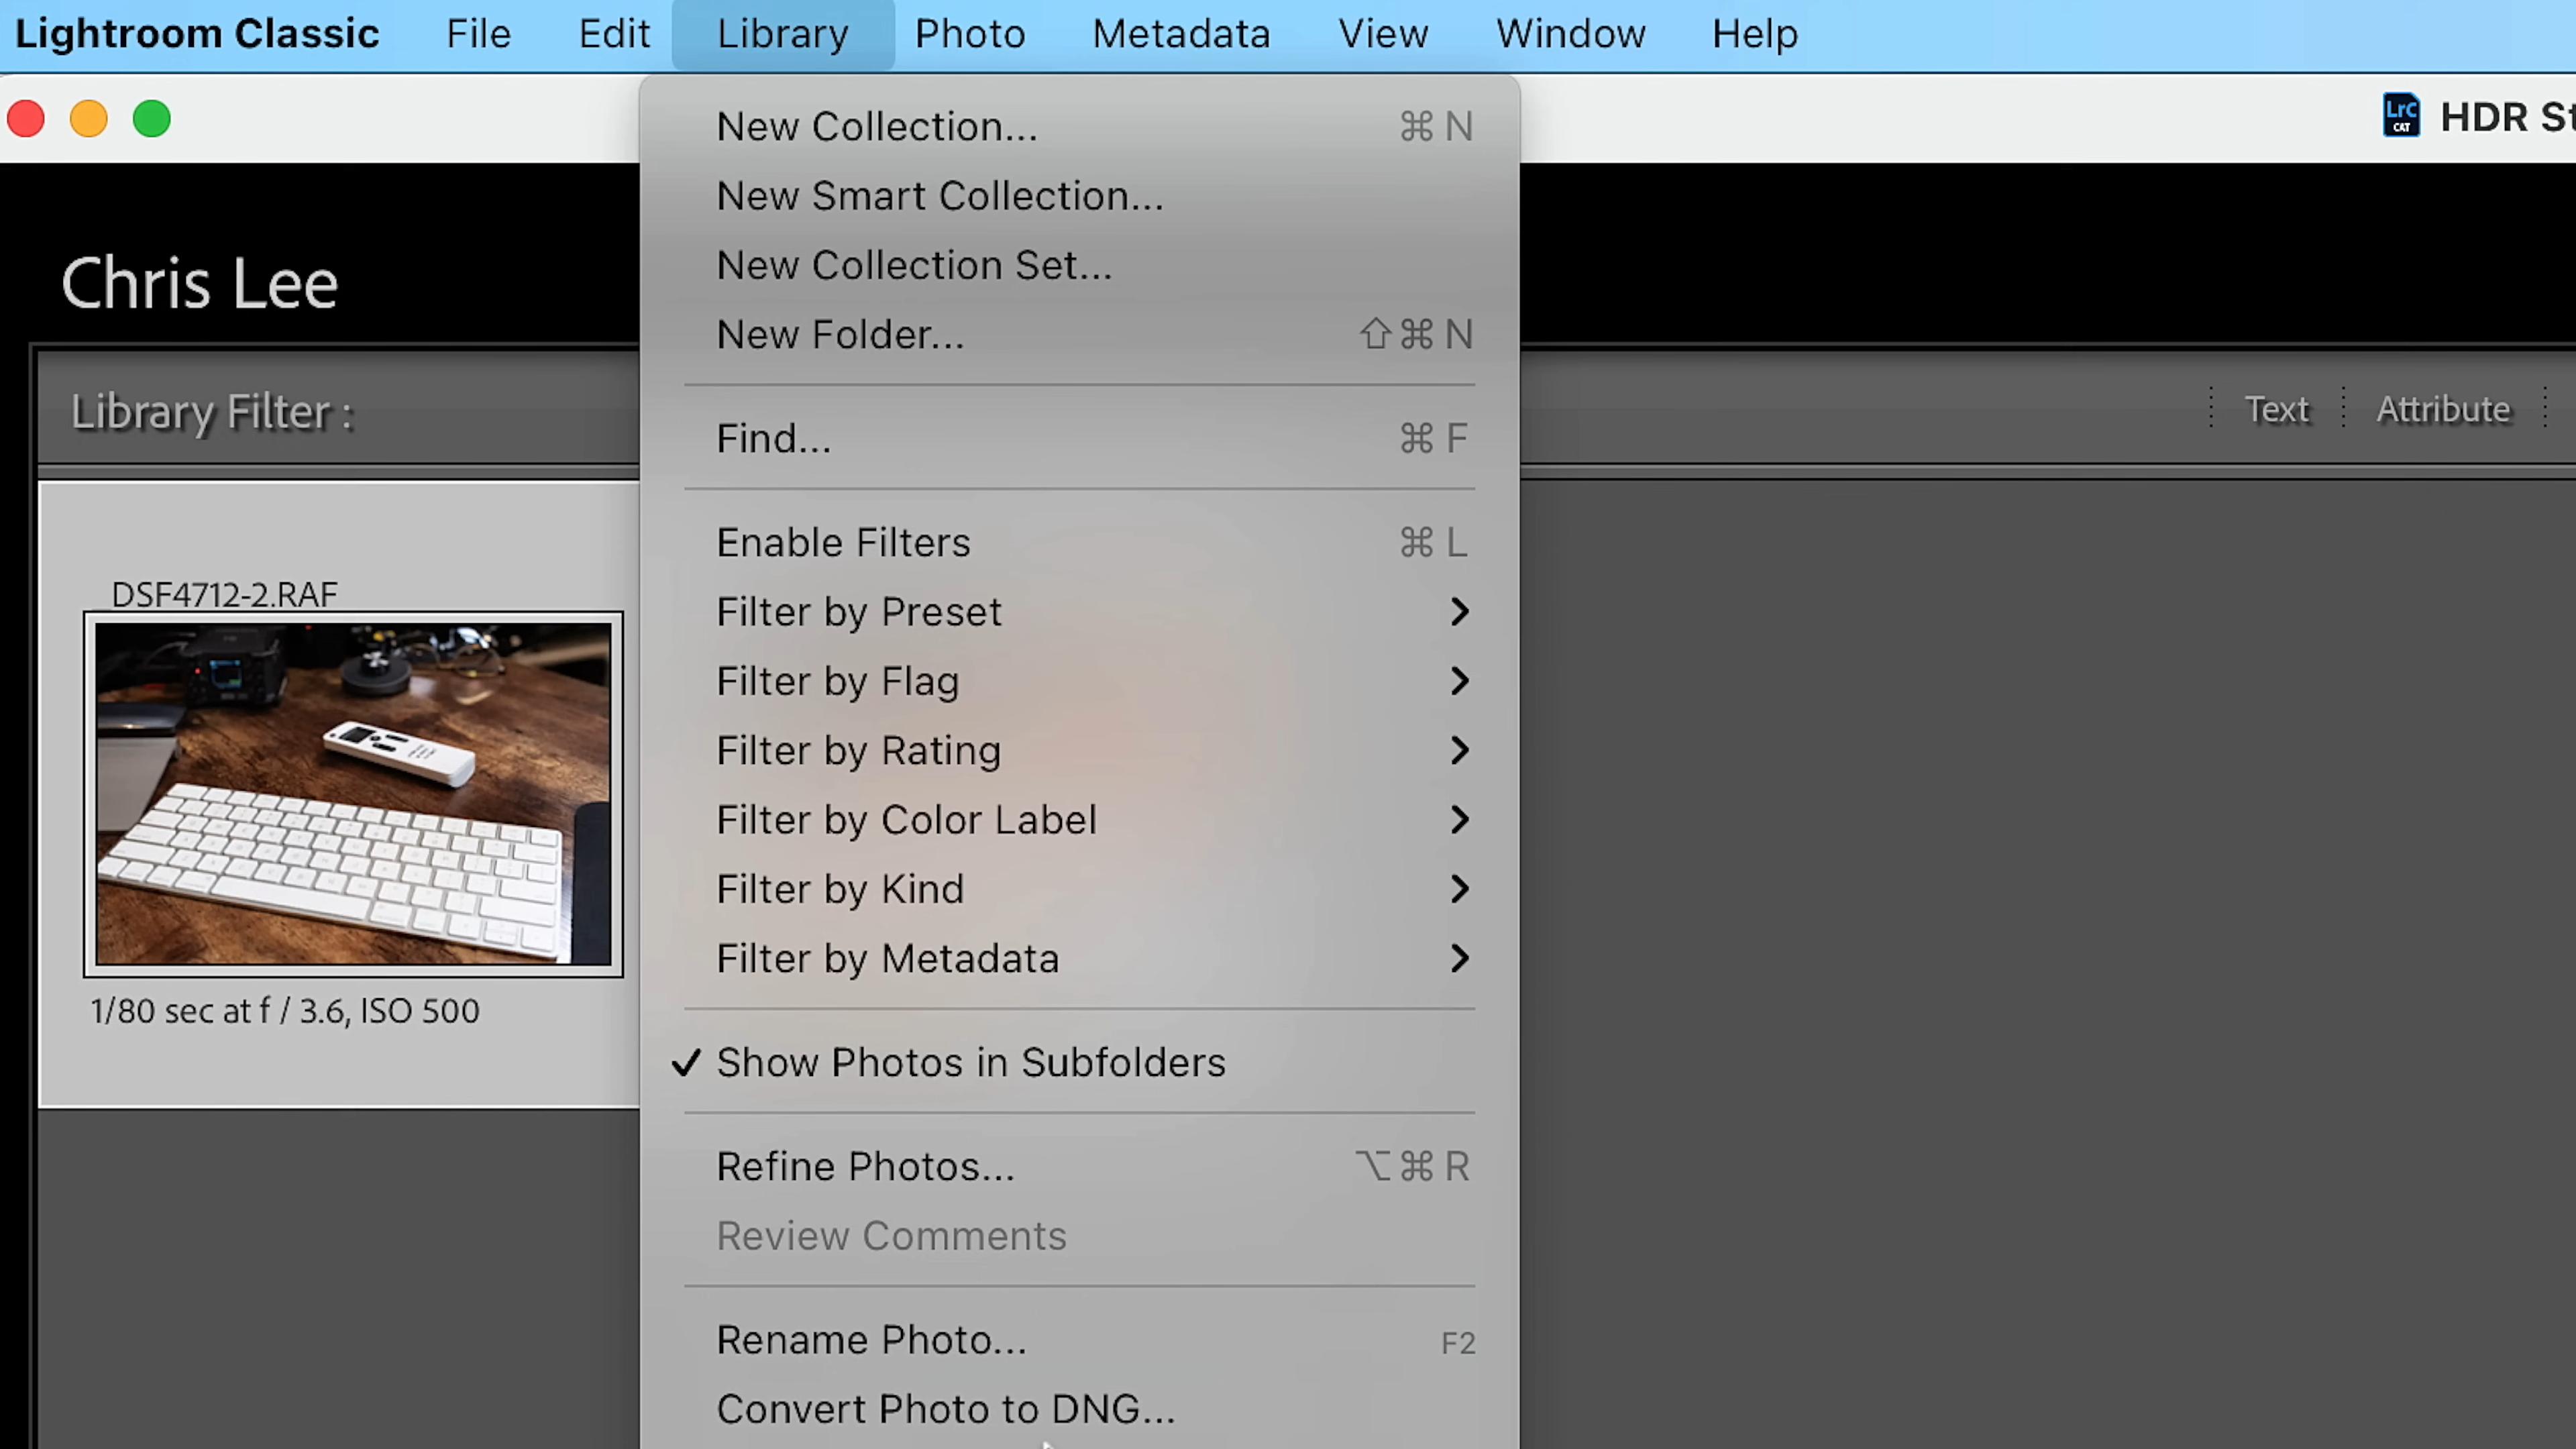 Lightroom Classic File Edit Library Photo Metadata View Window Help
LrC CAT HDR St
New Collection... ⌘ N
New Smart Collection...
New Collection Set...
New Folder... ⇧ ⌘ N
Chris Lee
Library Filter : Text Attribute
Find... ⌘ F
Enable Filters ⌘ L
Filter by Preset
Filter by Flag
Filter by Rating
Filter by Color Label
Filter by Kind
Filter by Metadata
_DSF4712-2.RAF
1/80 sec at f / 3.6, ISO 500
✓ Show Photos in Subfolders
Refine Photos... ⌥ ⌘ R
Review Comments
Rename Photo... F2
Convert Photo to DNG...